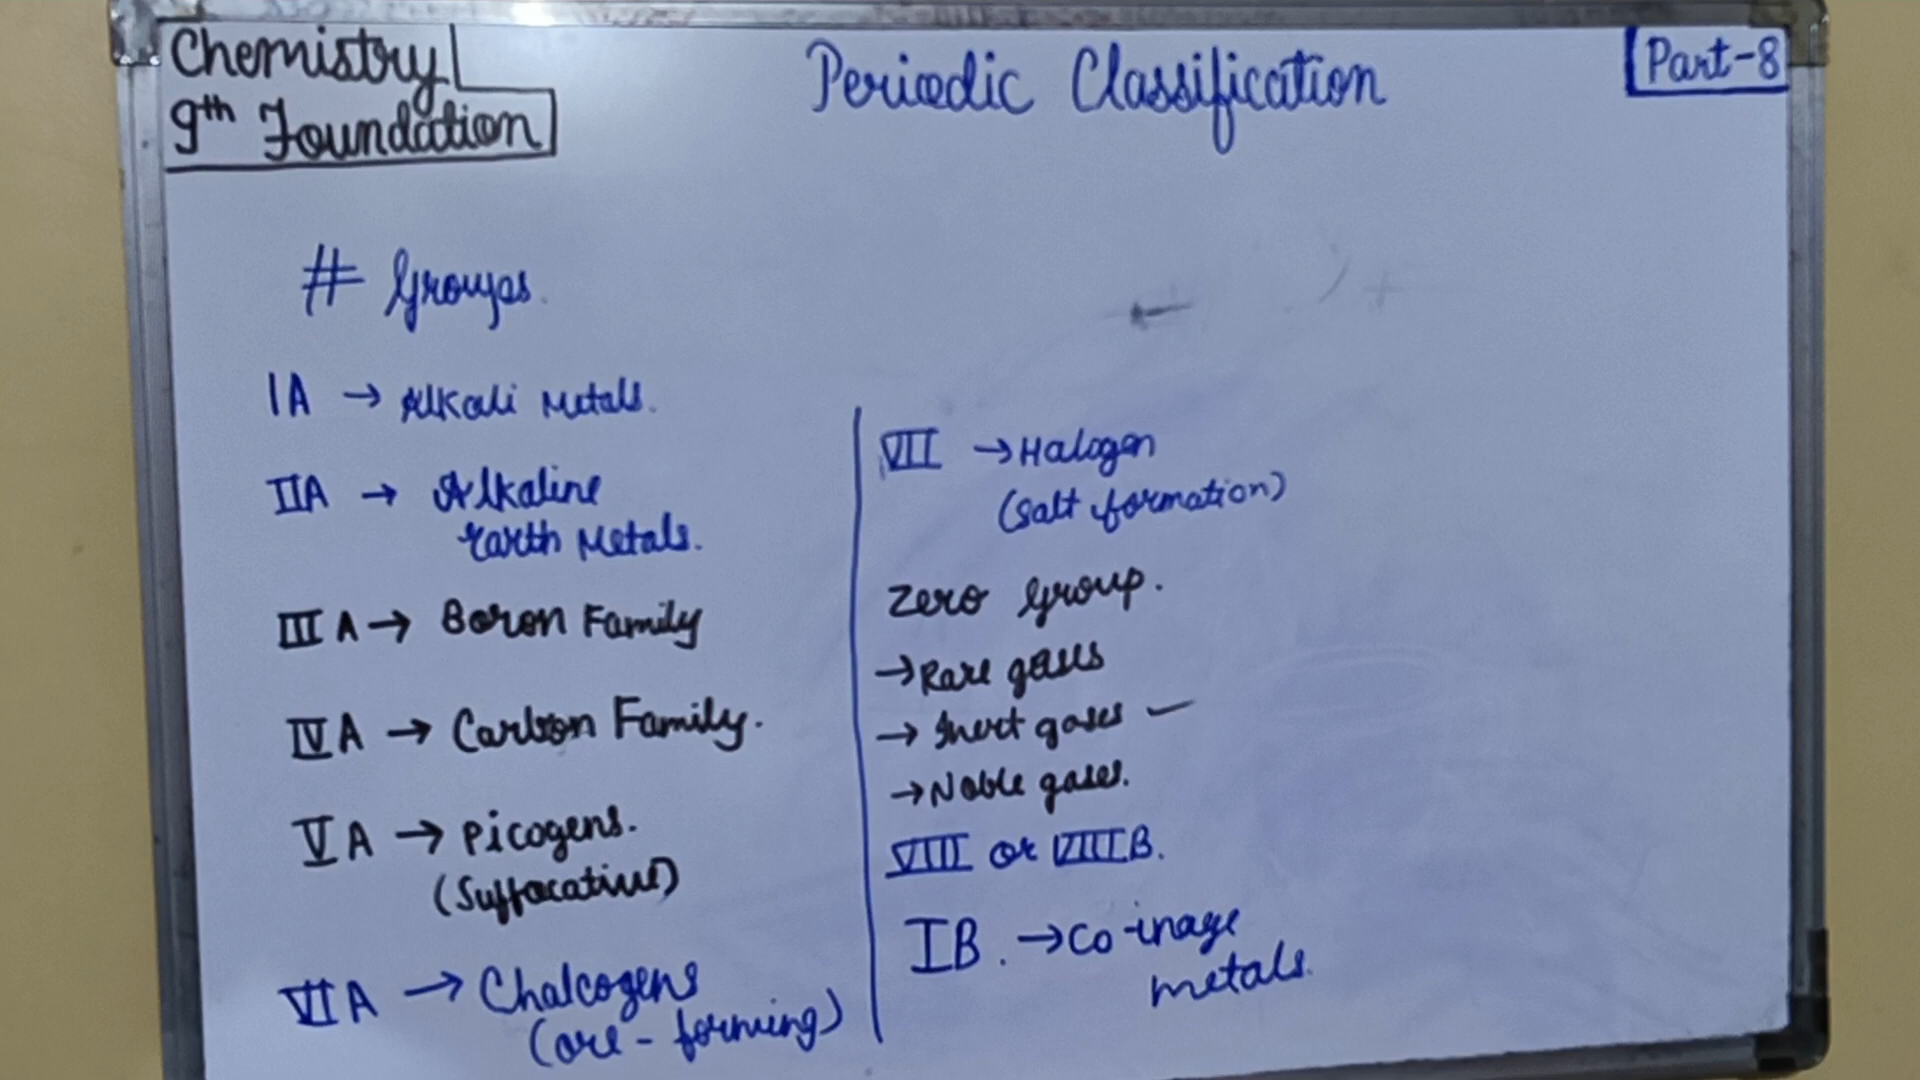 Chemistry
9th Foundation
Periodic Classification
Part-8
# Groups.
IA → Alkali Metals.
IIA → Alkaline
Earth Metals.
III A → Boron Family
IV A → Carbon Family.
V A → Picogens.
(Suffocative)
VI A → Chalcogens
(ore - forming)
VII → Halogen
(Salt formation)
Zero Group.
→ Rare gases
→ Inert gases
→ Noble gases.
VIII or VIIIB.
IB. → Co-inage
metals.